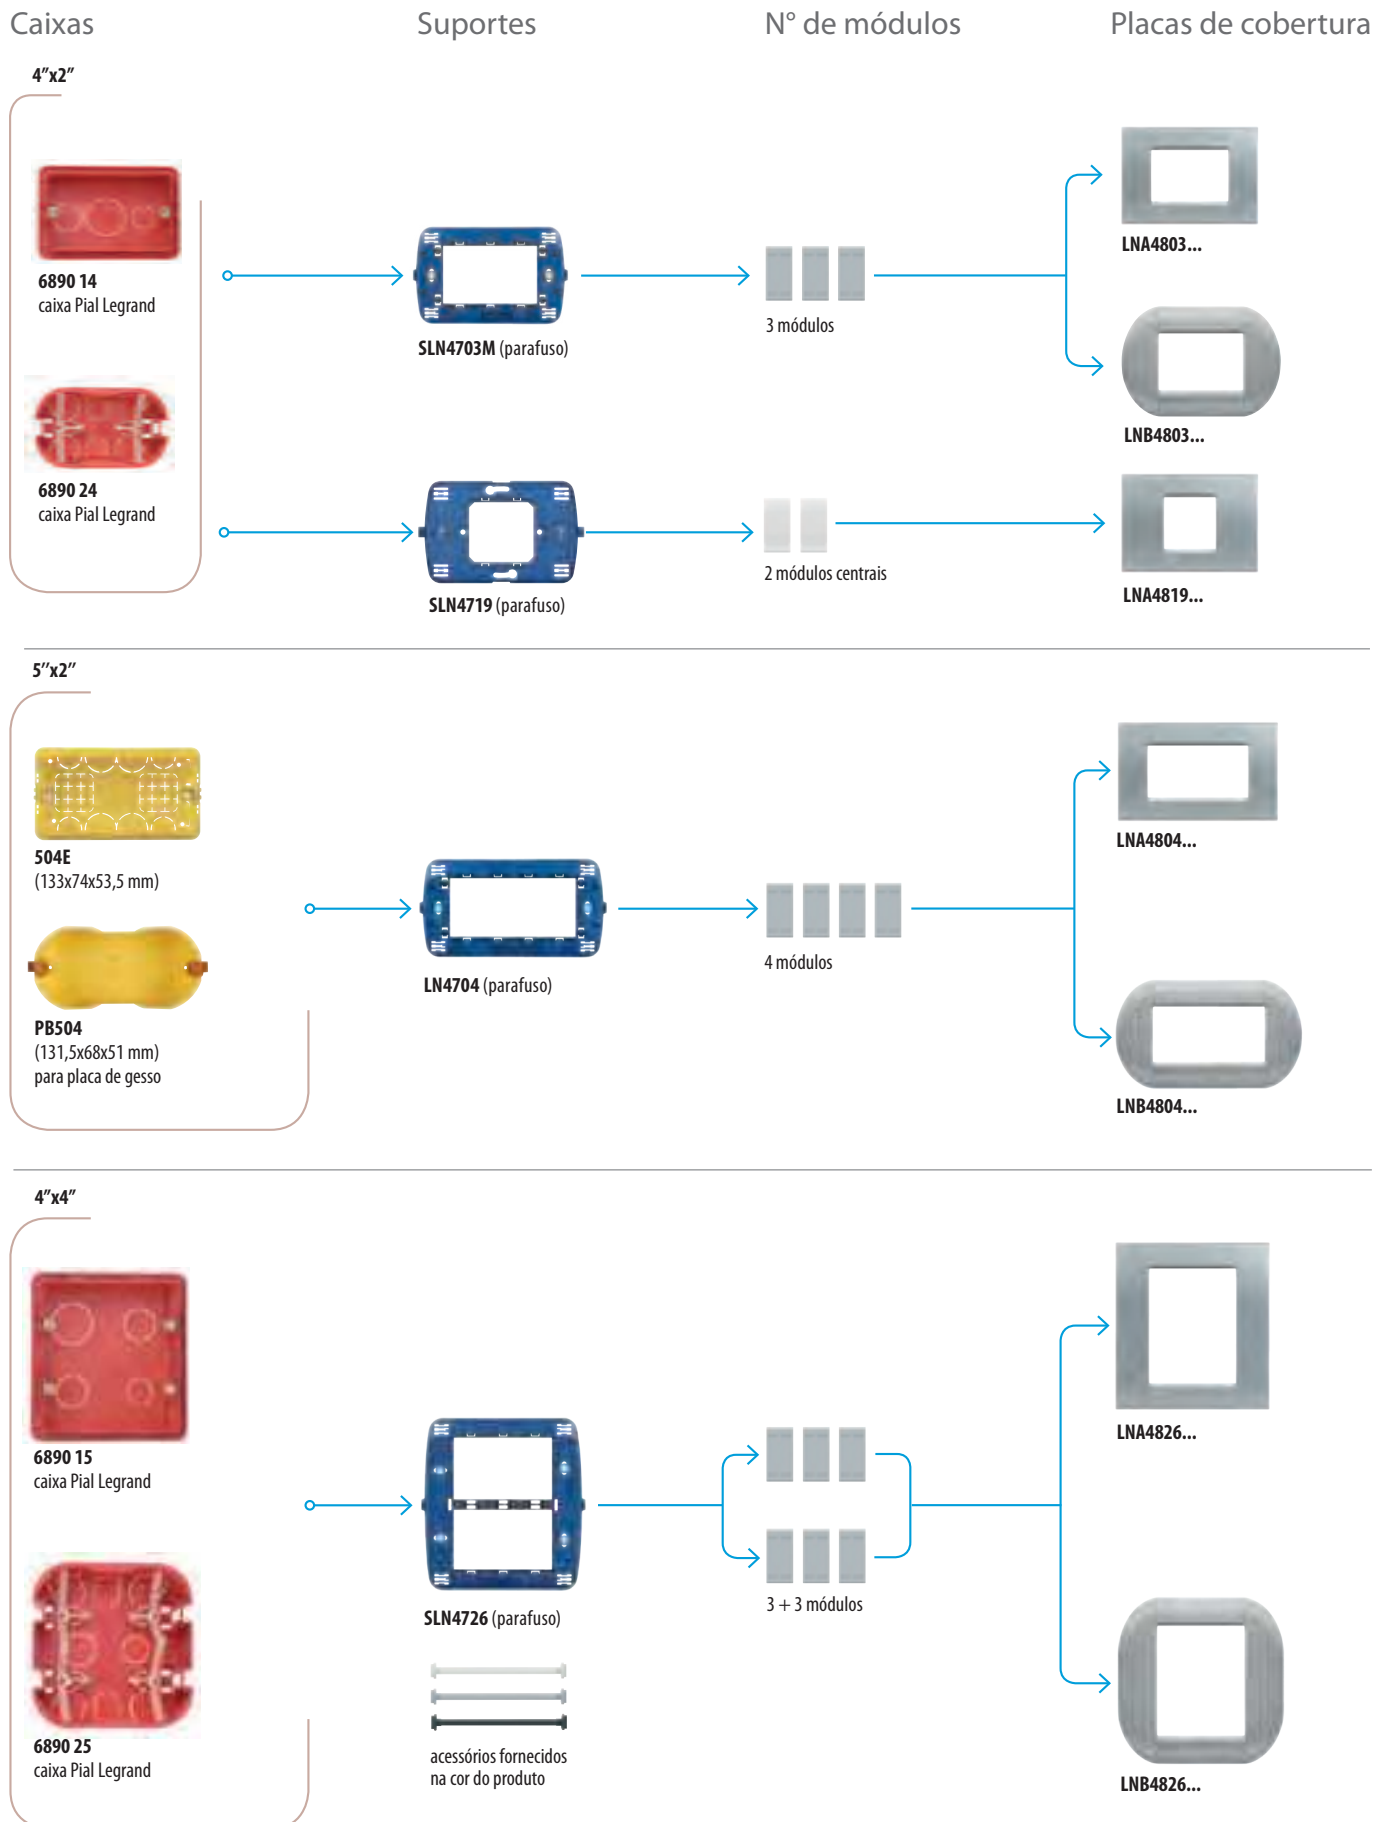 Caixas
Suportes
N° de módulos
Placas de cobertura
4”x2”
6890 14
caixa Pial Legrand
SLN4703M (parafuso)
3 módulos
LNA4803...
LNB4803...
6890 24
caixa Pial Legrand
SLN4719 (parafuso)
2 módulos centrais
LNA4819...
5”x2”
504E
(133x74x53,5 mm)
LN4704 (parafuso)
4 módulos
LNA4804...
PB504
(131,5x68x51 mm)
para placa de gesso
LNB4804...
4”x4”
6890 15
caixa Pial Legrand
SLN4726 (parafuso)
3 + 3 módulos
LNA4826...
6890 25
caixa Pial Legrand
acessórios fornecidos
na cor do produto
LNB4826...